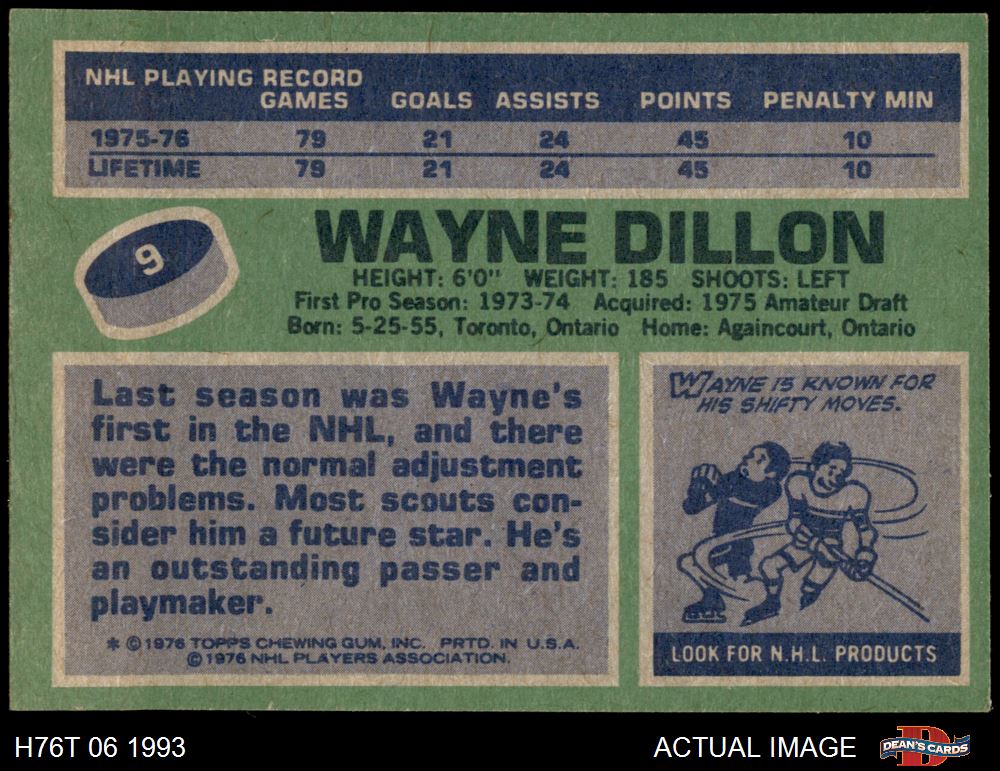 NHL PLAYING RECORD
GAMES GOALS ASSISTS POINTS PENALTY MIN
1975-76 79 21 24 45 10
LIFETIME 79 21 24 45 10
9
WAYNE DILLON
HEIGHT: 6'0" WEIGHT: 185 SHOOTS: LEFT
First Pro Season: 1973-74 Acquired: 1975 Amateur Draft
Born: 5-25-55, Toronto, Ontario Home: Againcourt, Ontario
Last season was Wayne's
first in the NHL, and there
were the normal adjustment
problems. Most scouts con-
sider him a future star. He's
an outstanding passer and
playmaker.
* ©1976 TOPPS CHEWING GUM, INC. PRTD. IN U.S.A.
©1976 NHL PLAYERS ASSOCIATION.
WAYNE IS KNOWN FOR
HIS SHIFTY MOVES.
LOOK FOR N.H.L. PRODUCTS
H76T 06 1993
ACTUAL IMAGE
DEAN'S CARDS